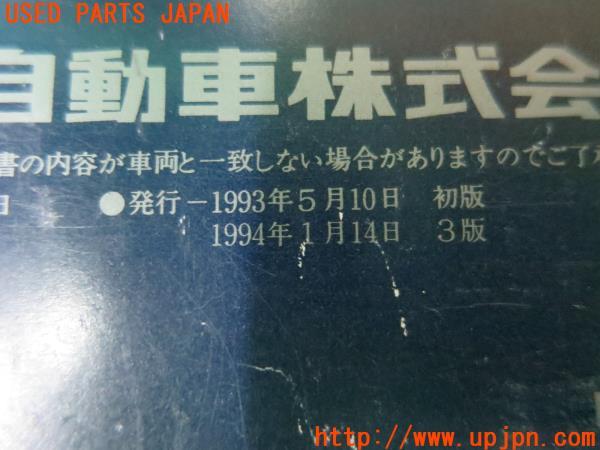 USED PARTS JAPAN
自動車株式会
書の内容が車両と一致しない場合がありますのでご了
日 ●発行－1993年5月10日 初版
1994年1月14日 3版
http://www.upjpn.com/